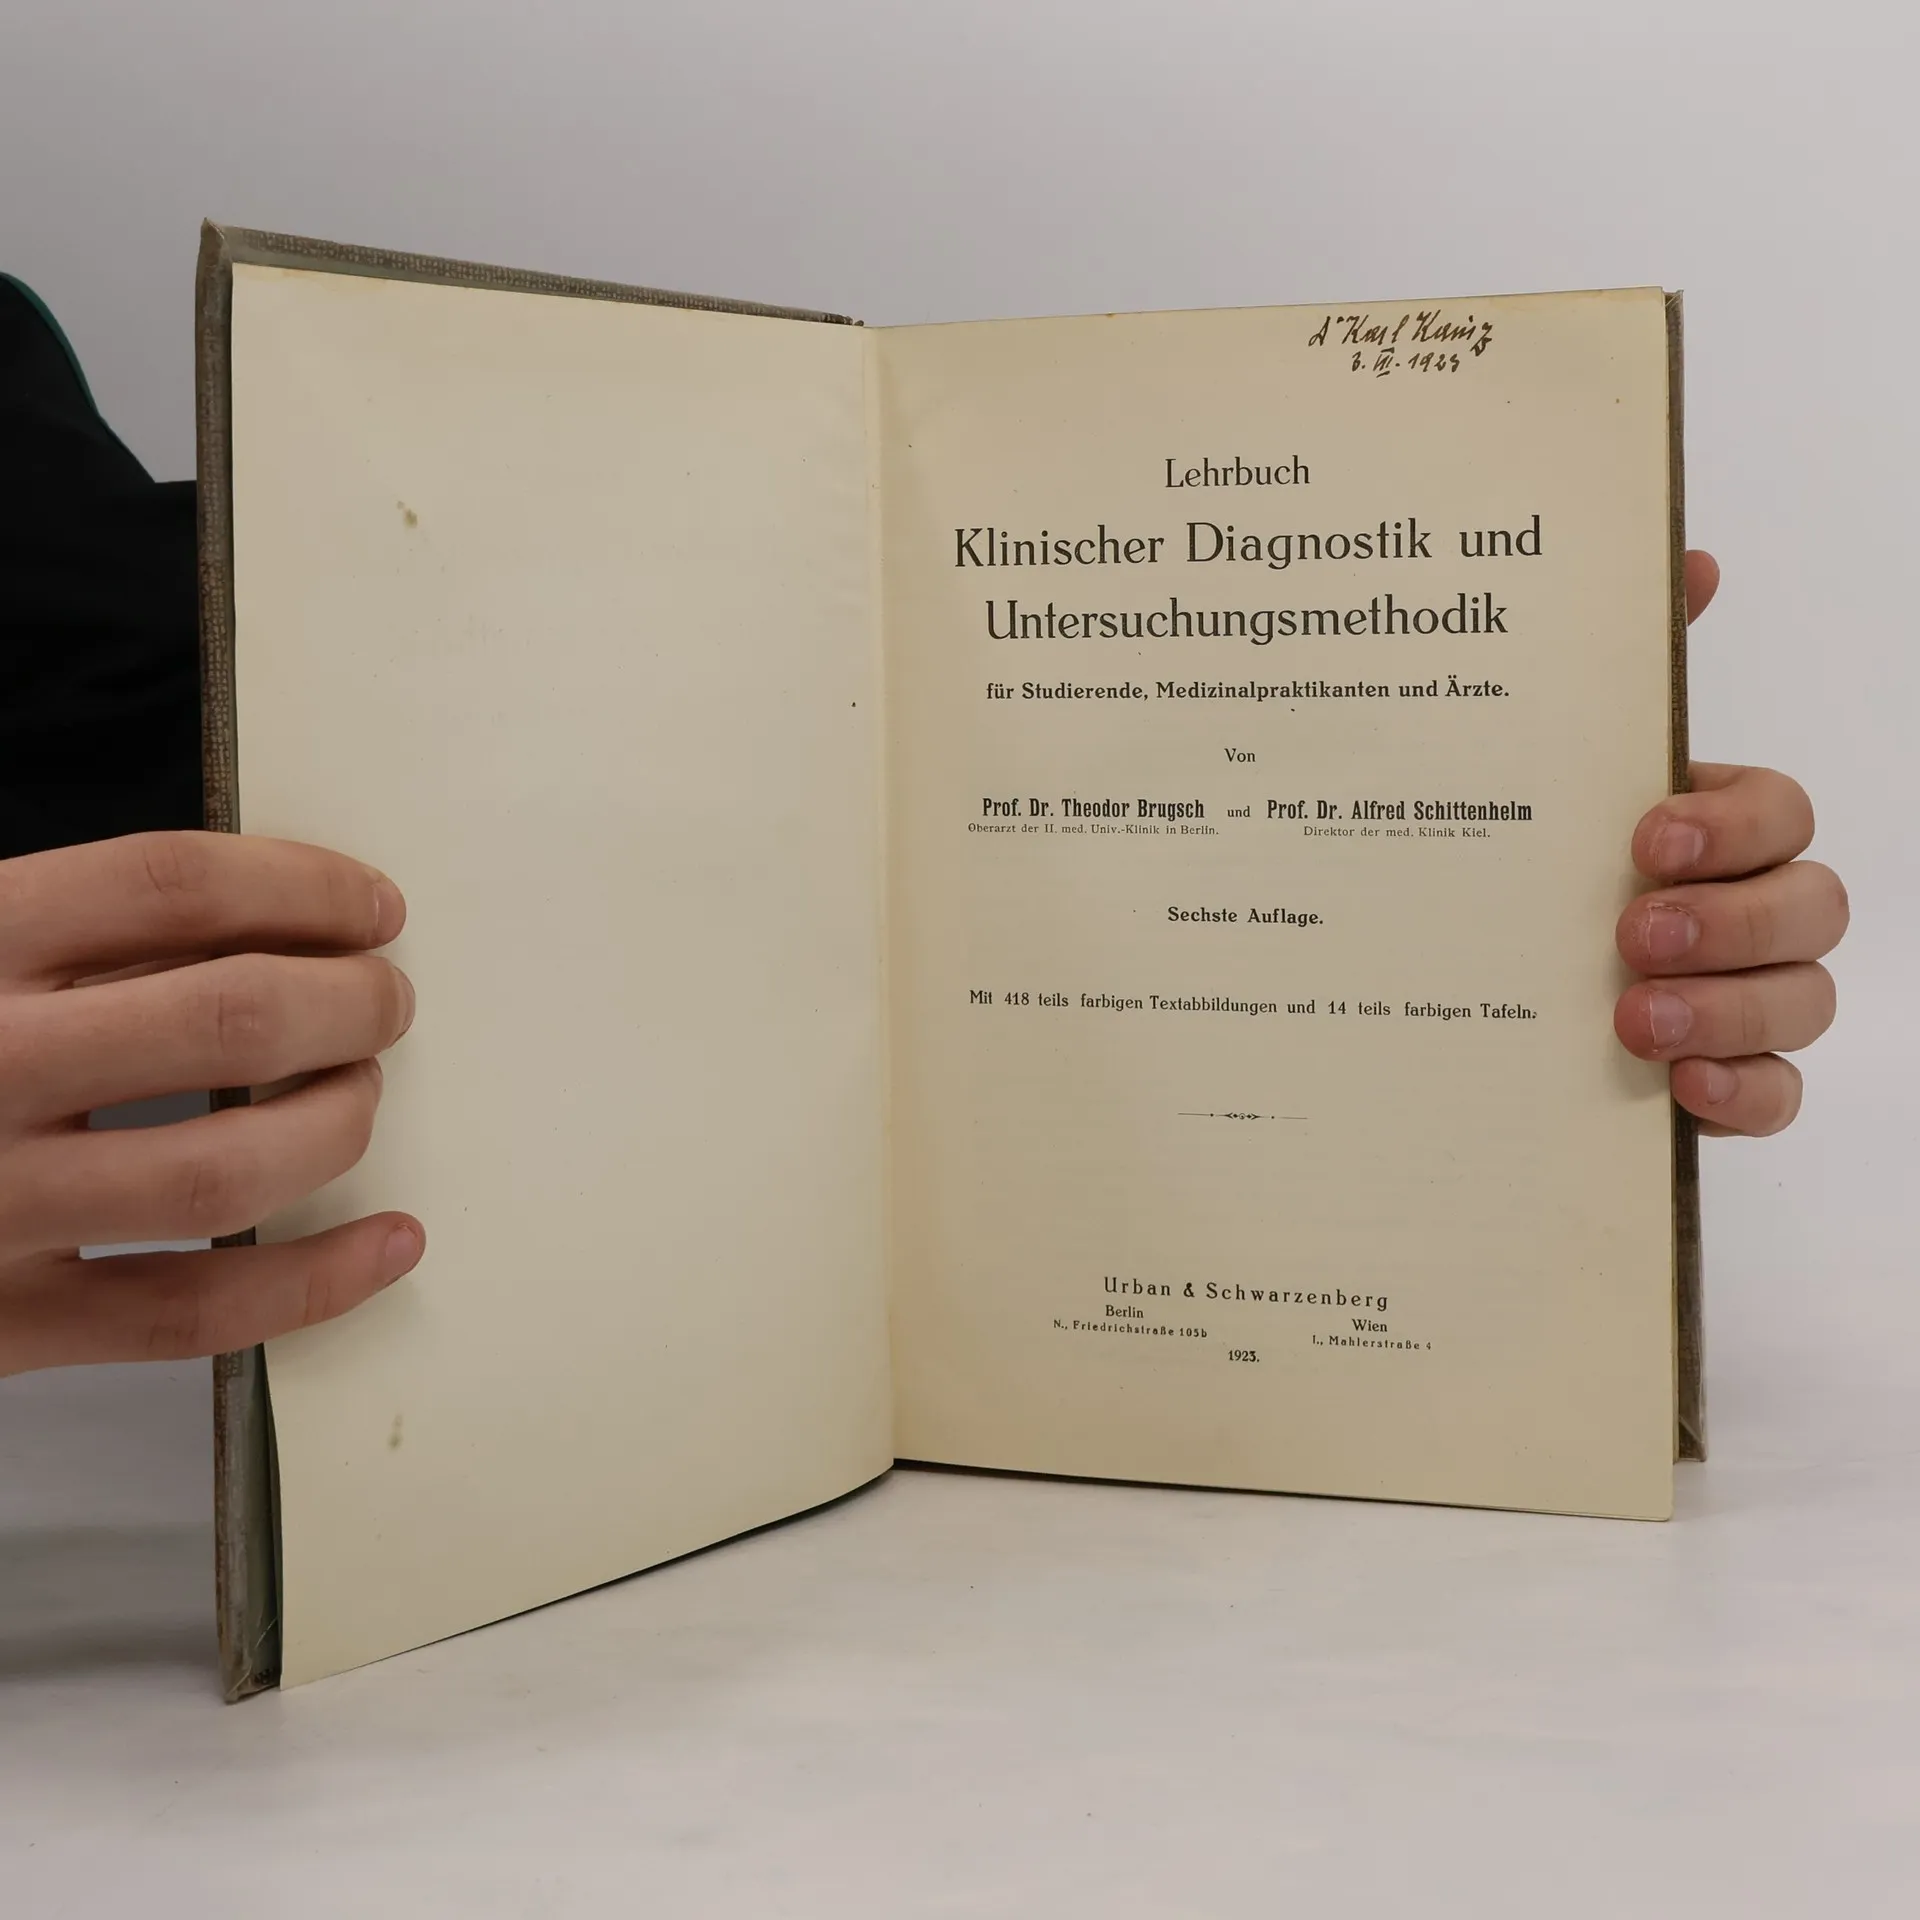 Dr Karl
1923
Lehrbuch
Klinischer Diagnostik und
Untersuchungsmethodik
für Studierende, Medizinalpraktikanten und Ärzte.
Von
Prof. Dr. Theodor Brugsch und Prof. Dr. Alfred Schittenhelm
Oberarzt der II. med. Univ.-Klinik in Berlin. Direktor der med. Klinik Kiel.
Sechste Auflage.
Mit 418 teils farbigen Textabbildungen und 14 teils farbigen Tafeln.
Urban & Schwarzenberg
Berlin Wien
N., Friedrichstraße 105b I., Mahlerstraße 4
1923.